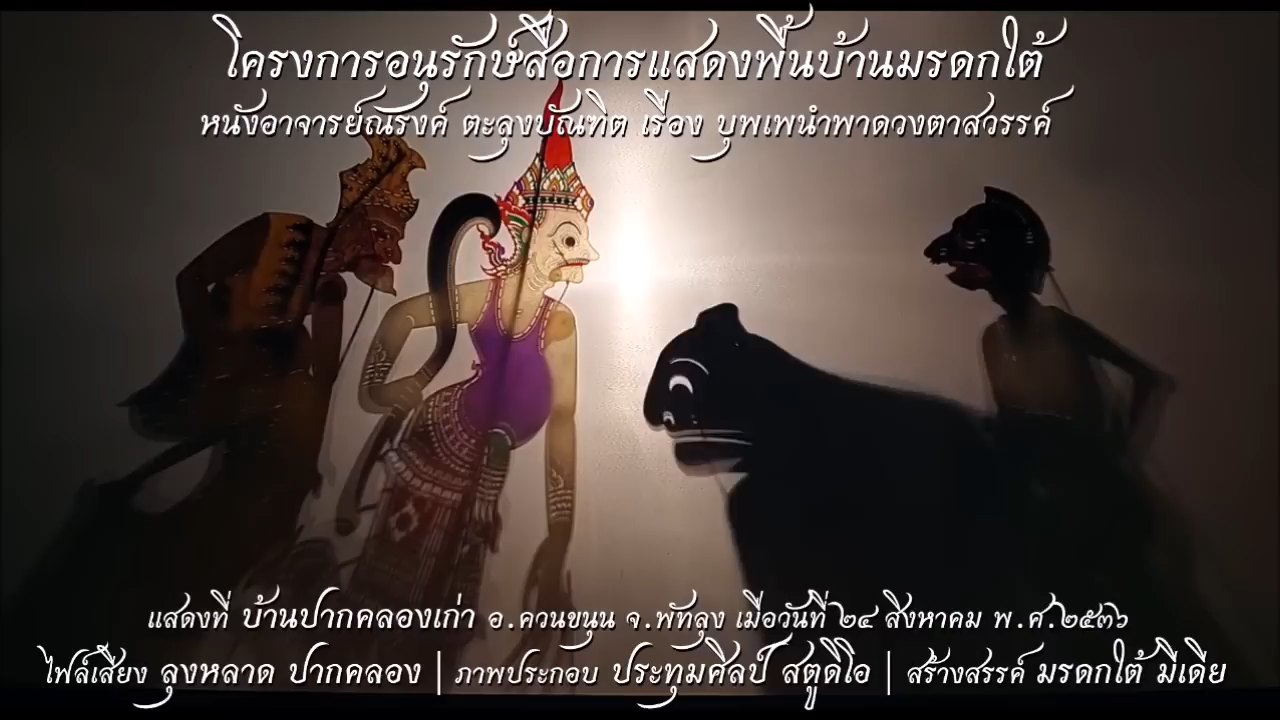 โครงการอนุรักษ์สื่อการแสดงพื้นบ้านมรดกใต้
หนังอาจารย์ณรงค์ ตะลุงบัณฑิต เรื่อง บุพเพนำพาดวงตาสวรรค์
แสดงที่ บ้านปากคลองเก่า อ.ควนขนุน จ.พัทลุง เมื่อวันที่ ๒๔ สิงหาคม พ.ศ.๒๕๓๖
ไฟล์เสียง ลุงหลาด ปากคลอง | ภาพประกอบ ประทุมศิลป์ สตูดิโอ | สร้างสรรค์ มรดกใต้ มีเดีย